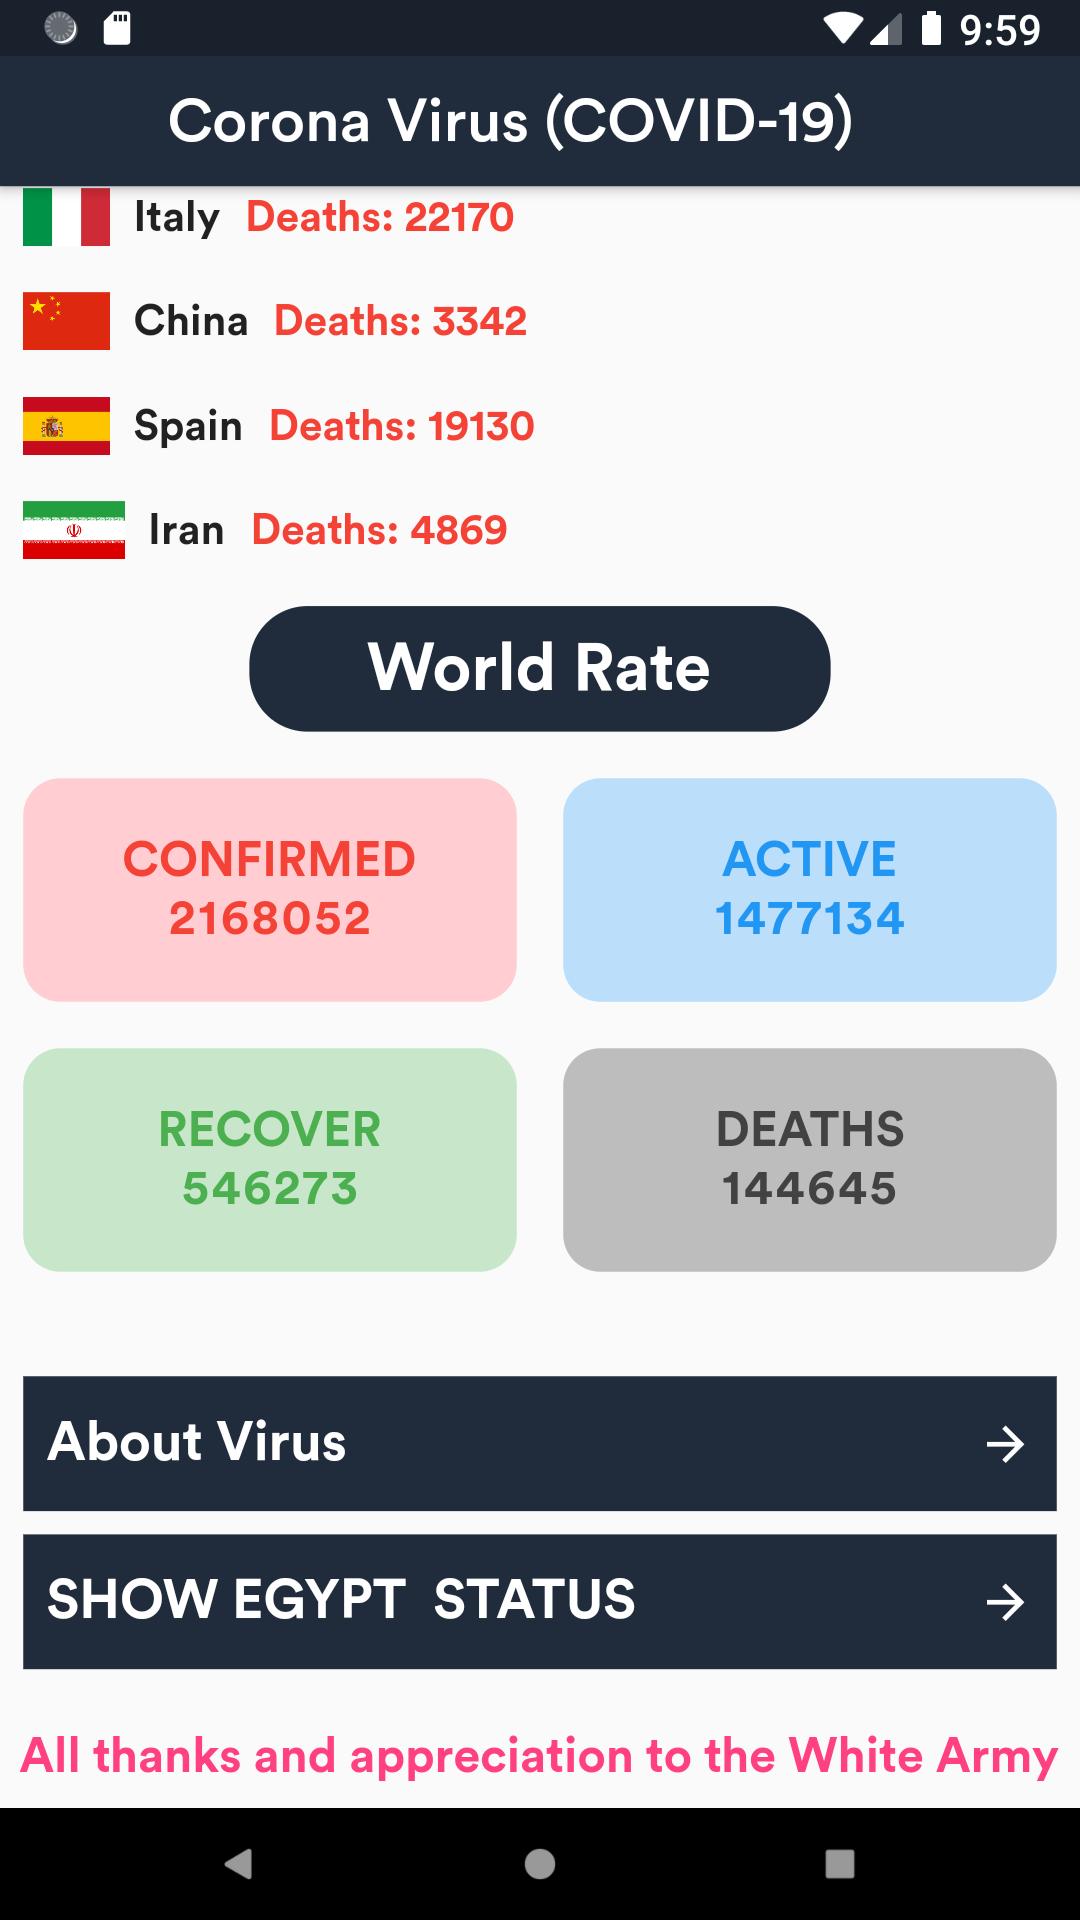 9:59
Corona Virus (COVID-19)
Italy Deaths: 22170
China Deaths: 3342
Spain Deaths: 19130
Iran Deaths: 4869
World Rate
CONFIRMED
2168052
ACTIVE
1477134
RECOVER
546273
DEATHS
144645
About Virus
SHOW EGYPT  STATUS
All thanks and appreciation to the White Army